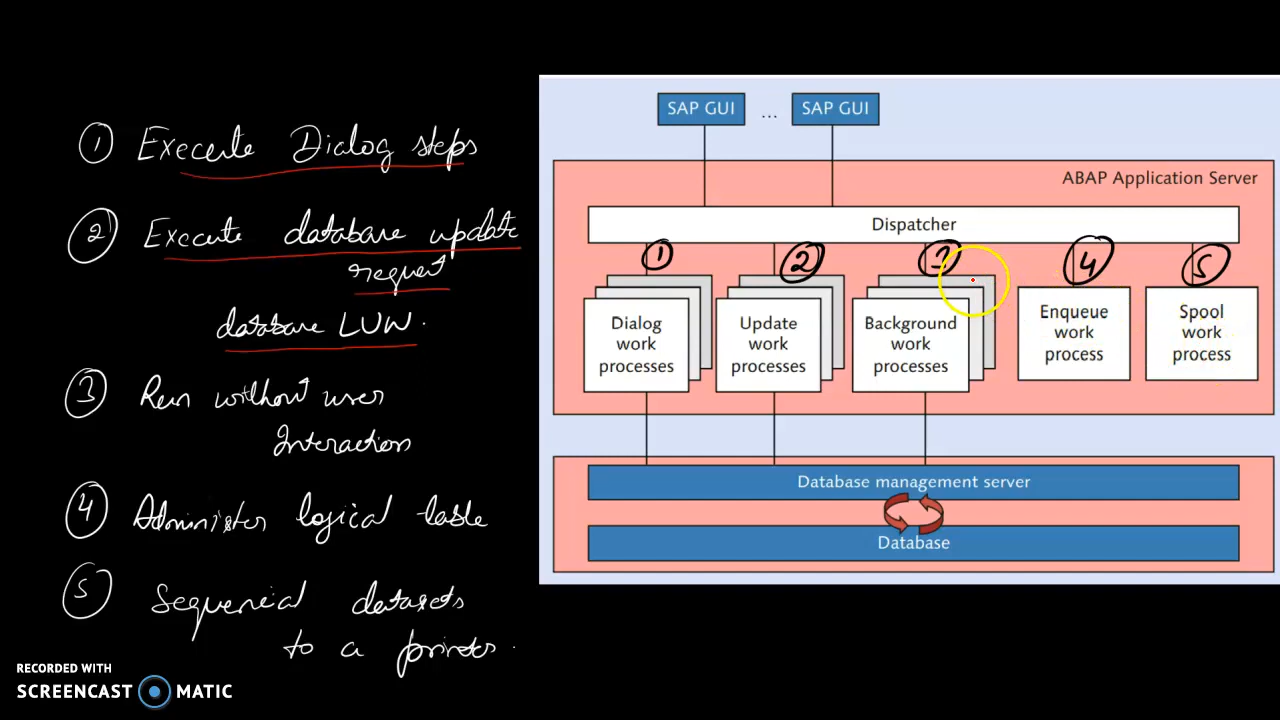 ① Execute Dialog steps
② Execute database update
request
database LUW.
③ Run without user
Interaction
④ Administer logical table
⑤ Sequencial datasets
to a printer.
SAP GUI ... SAP GUI
ABAP Application Server
Dispatcher
① ② ③ ④ ⑤
Dialog work processes
Update work processes
Background work processes
Enqueue work process
Spool work process
Database management server
Database
RECORDED WITH
SCREENCAST MATIC